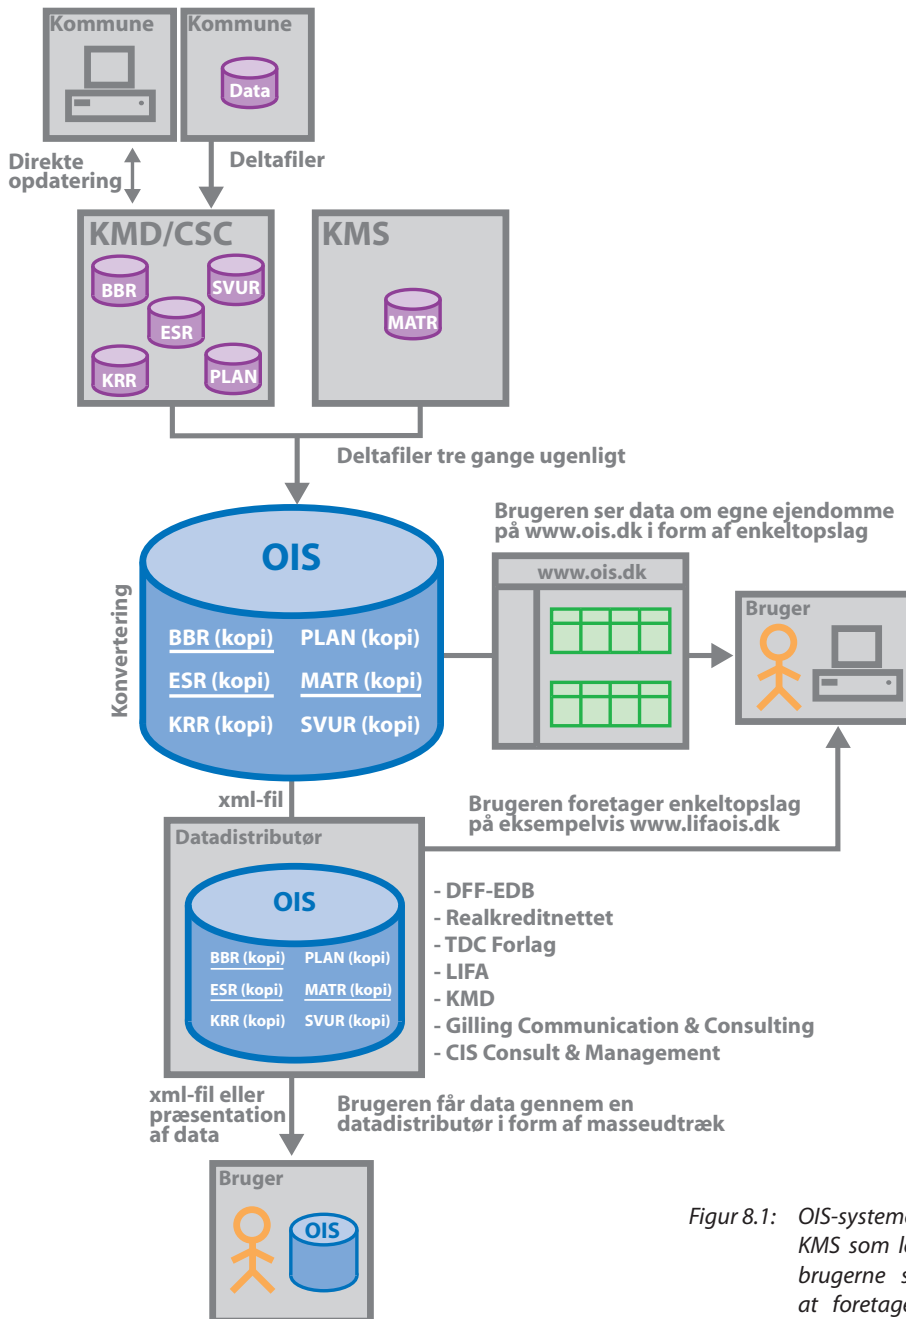 Kommune
Kommune
Data
Direkte
opdatering
Deltafiler
KMD/CSC
BBR
SVUR
ESR
KRR
PLAN
KMS
MATR
Deltafiler tre gange ugenligt
Konvertering
OIS
BBR (kopi) PLAN (kopi)
ESR (kopi) MATR (kopi)
KRR (kopi) SVUR (kopi)
Brugeren ser data om egne ejendomme
på www.ois.dk i form af enkeltopslag
www.ois.dk
Bruger
xml-fil
Brugeren foretager enkeltopslag
på eksempelvis www.lifaois.dk
Datadistributør
OIS
BBR (kopi) PLAN (kopi)
ESR (kopi) MATR (kopi)
KRR (kopi) SVUR (kopi)
- DFF-EDB
- Realkreditnettet
- TDC Forlag
- LIFA
- KMD
- Gilling Communication & Consulting
- CIS Consult & Management
xml-fil eller
præsentation
af data
Brugeren får data gennem en
datadistributør i form af masseudtræk
Bruger
OIS
Figur 8.1: OIS-system
KMS som
brugerne
at foretage